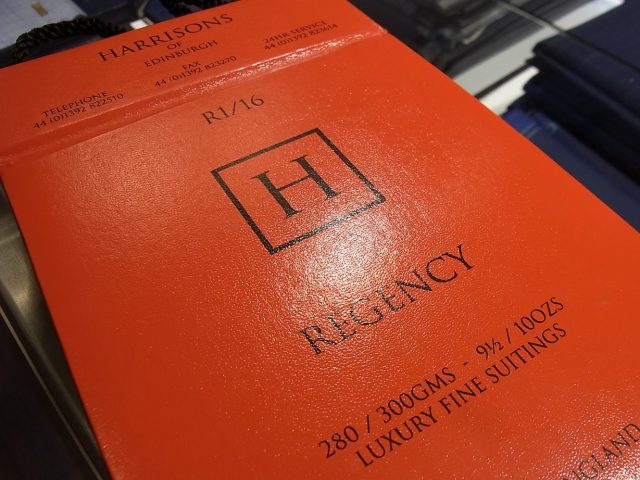 HARRISONS
OF
EDINBURGH
TELEPHONE
44 (0)1392 822510
FAX
44 (0)1392 823270
24HR SERVICE
44 (0)1392 823614
R1/16
H
REGENCY
280 / 300GMS - 9½ / 10OZS
LUXURY FINE SUITINGS